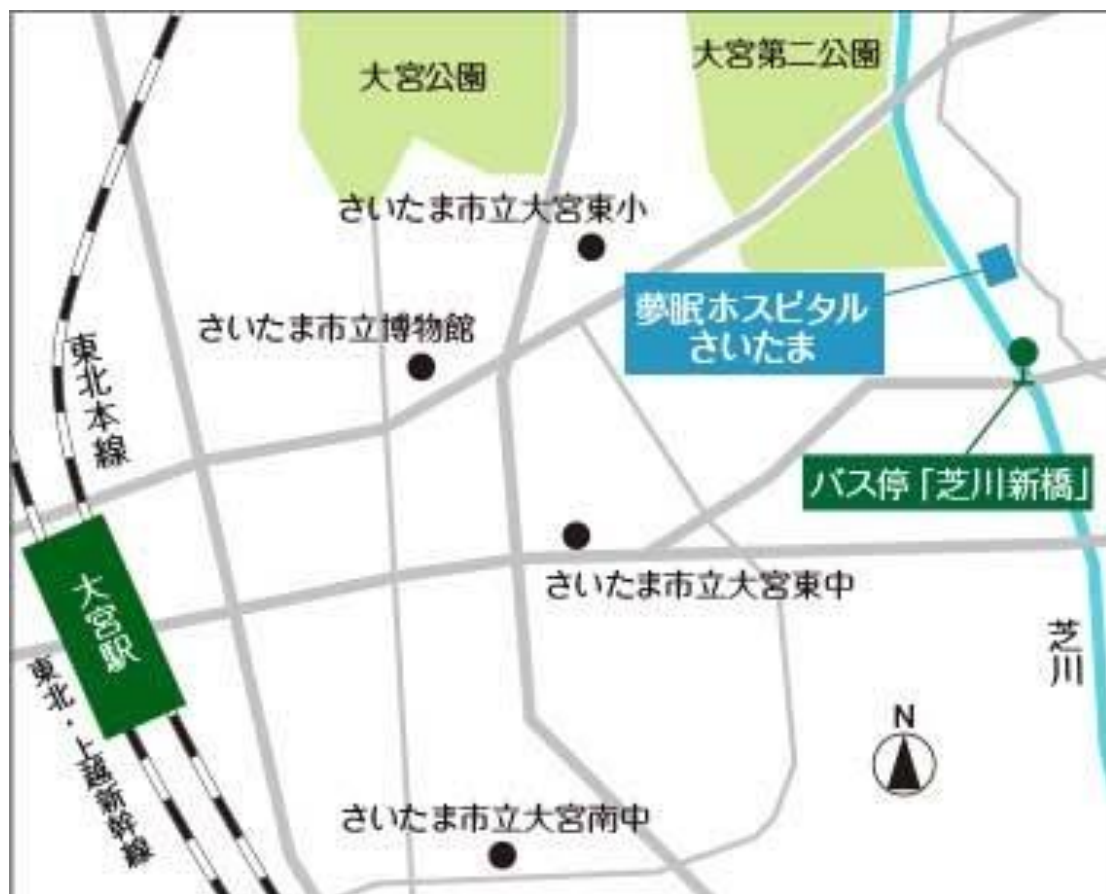 大宮公園
大宮第二公園
さいたま市立大宮東小
夢眠ホスピタル
さいたま
さいたま市立博物館
東北本線
バス停「芝川新橋」
大宮駅
さいたま市立大宮東中
芝川
東北・上越新幹線
N
さいたま市立大宮南中